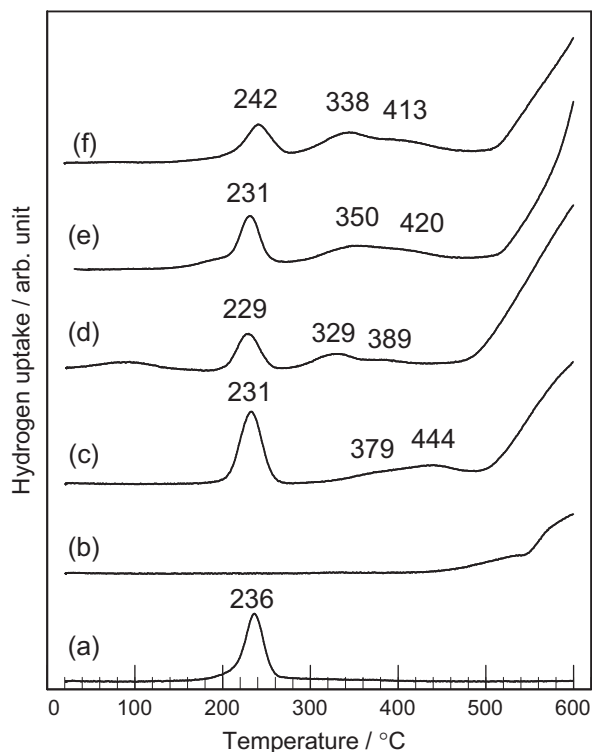 242
338
413
(f)
231
350
420
(e)
229
329
389
(d)
231
379
444
(c)
(b)
236
(a)
0 100 200 300 400 500 600
Temperature / °C
Hydrogen uptake / arb. unit